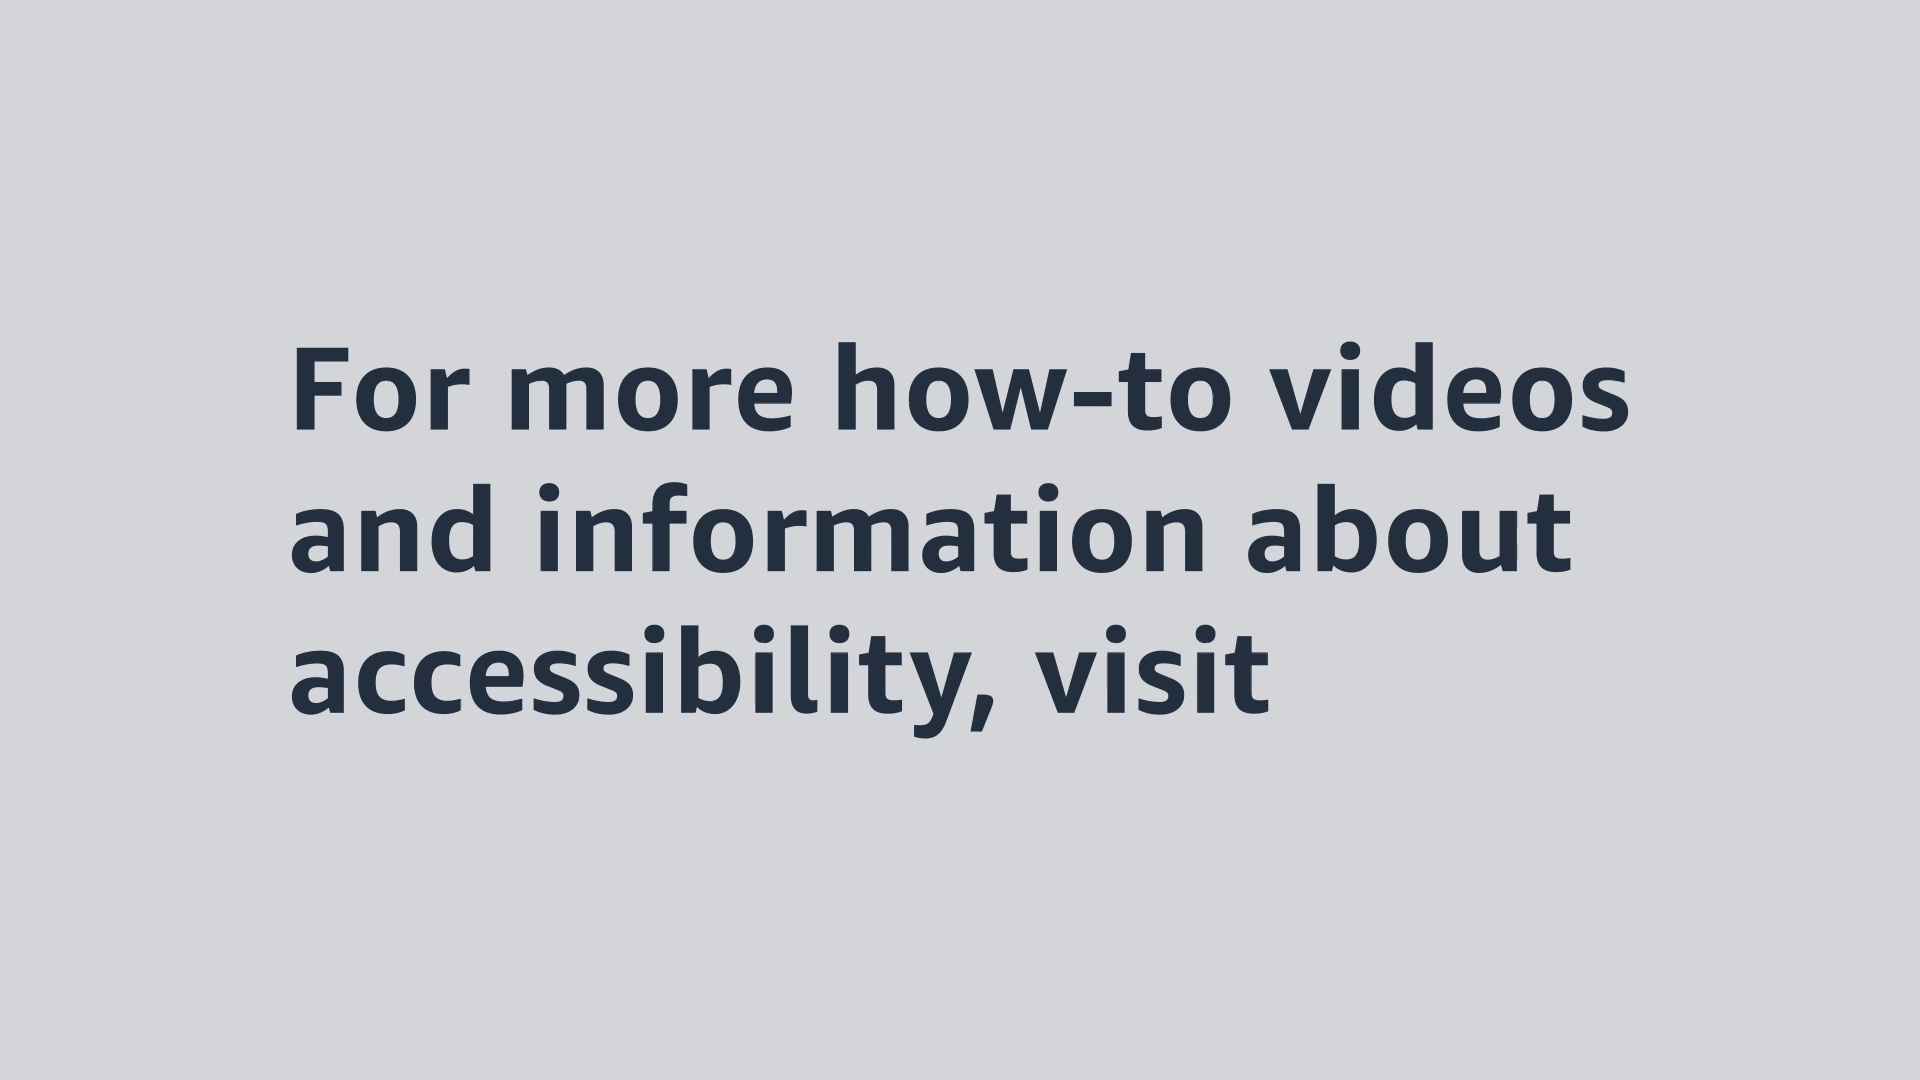 For more how-to videos
and information about
accessibility, visit